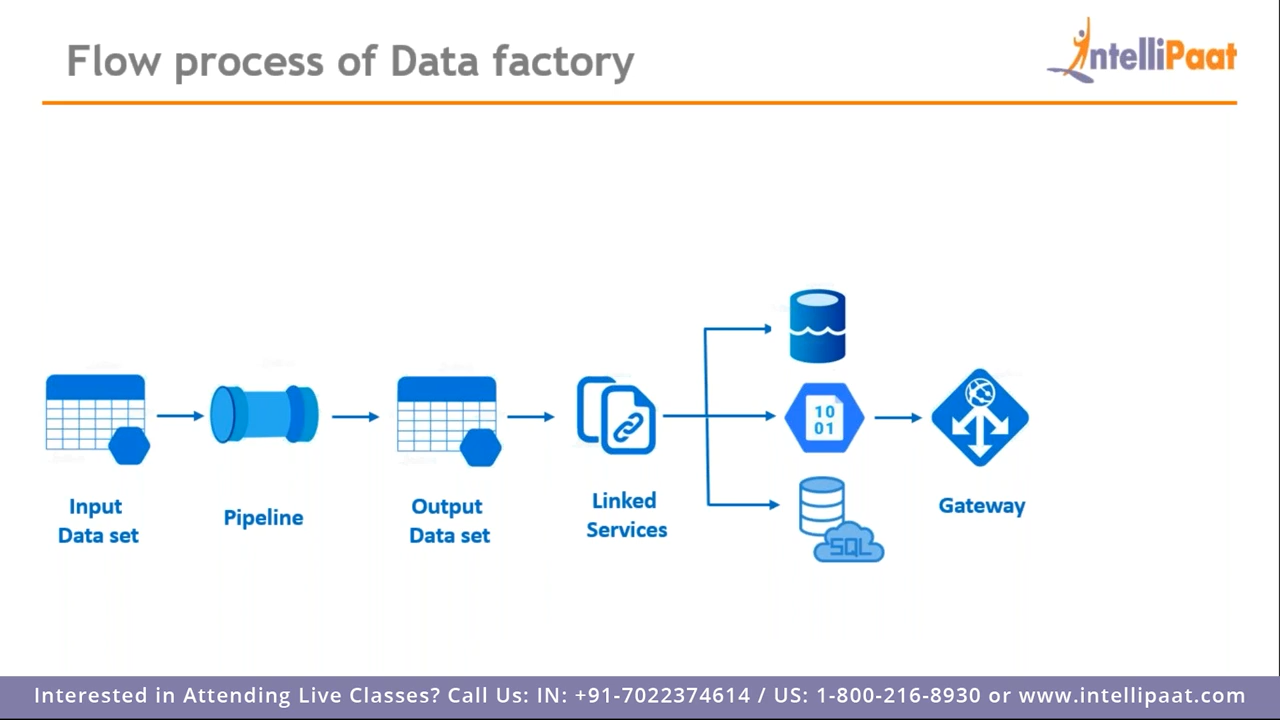 Flow process of Data factory
IntelliPaat
Input
Data set
Pipeline
Output
Data set
Linked
Services
10
01
SQL
Gateway
Interested in Attending Live Classes? Call Us: IN: +91-7022374614 / US: 1-800-216-8930 or www.intellipaat.com